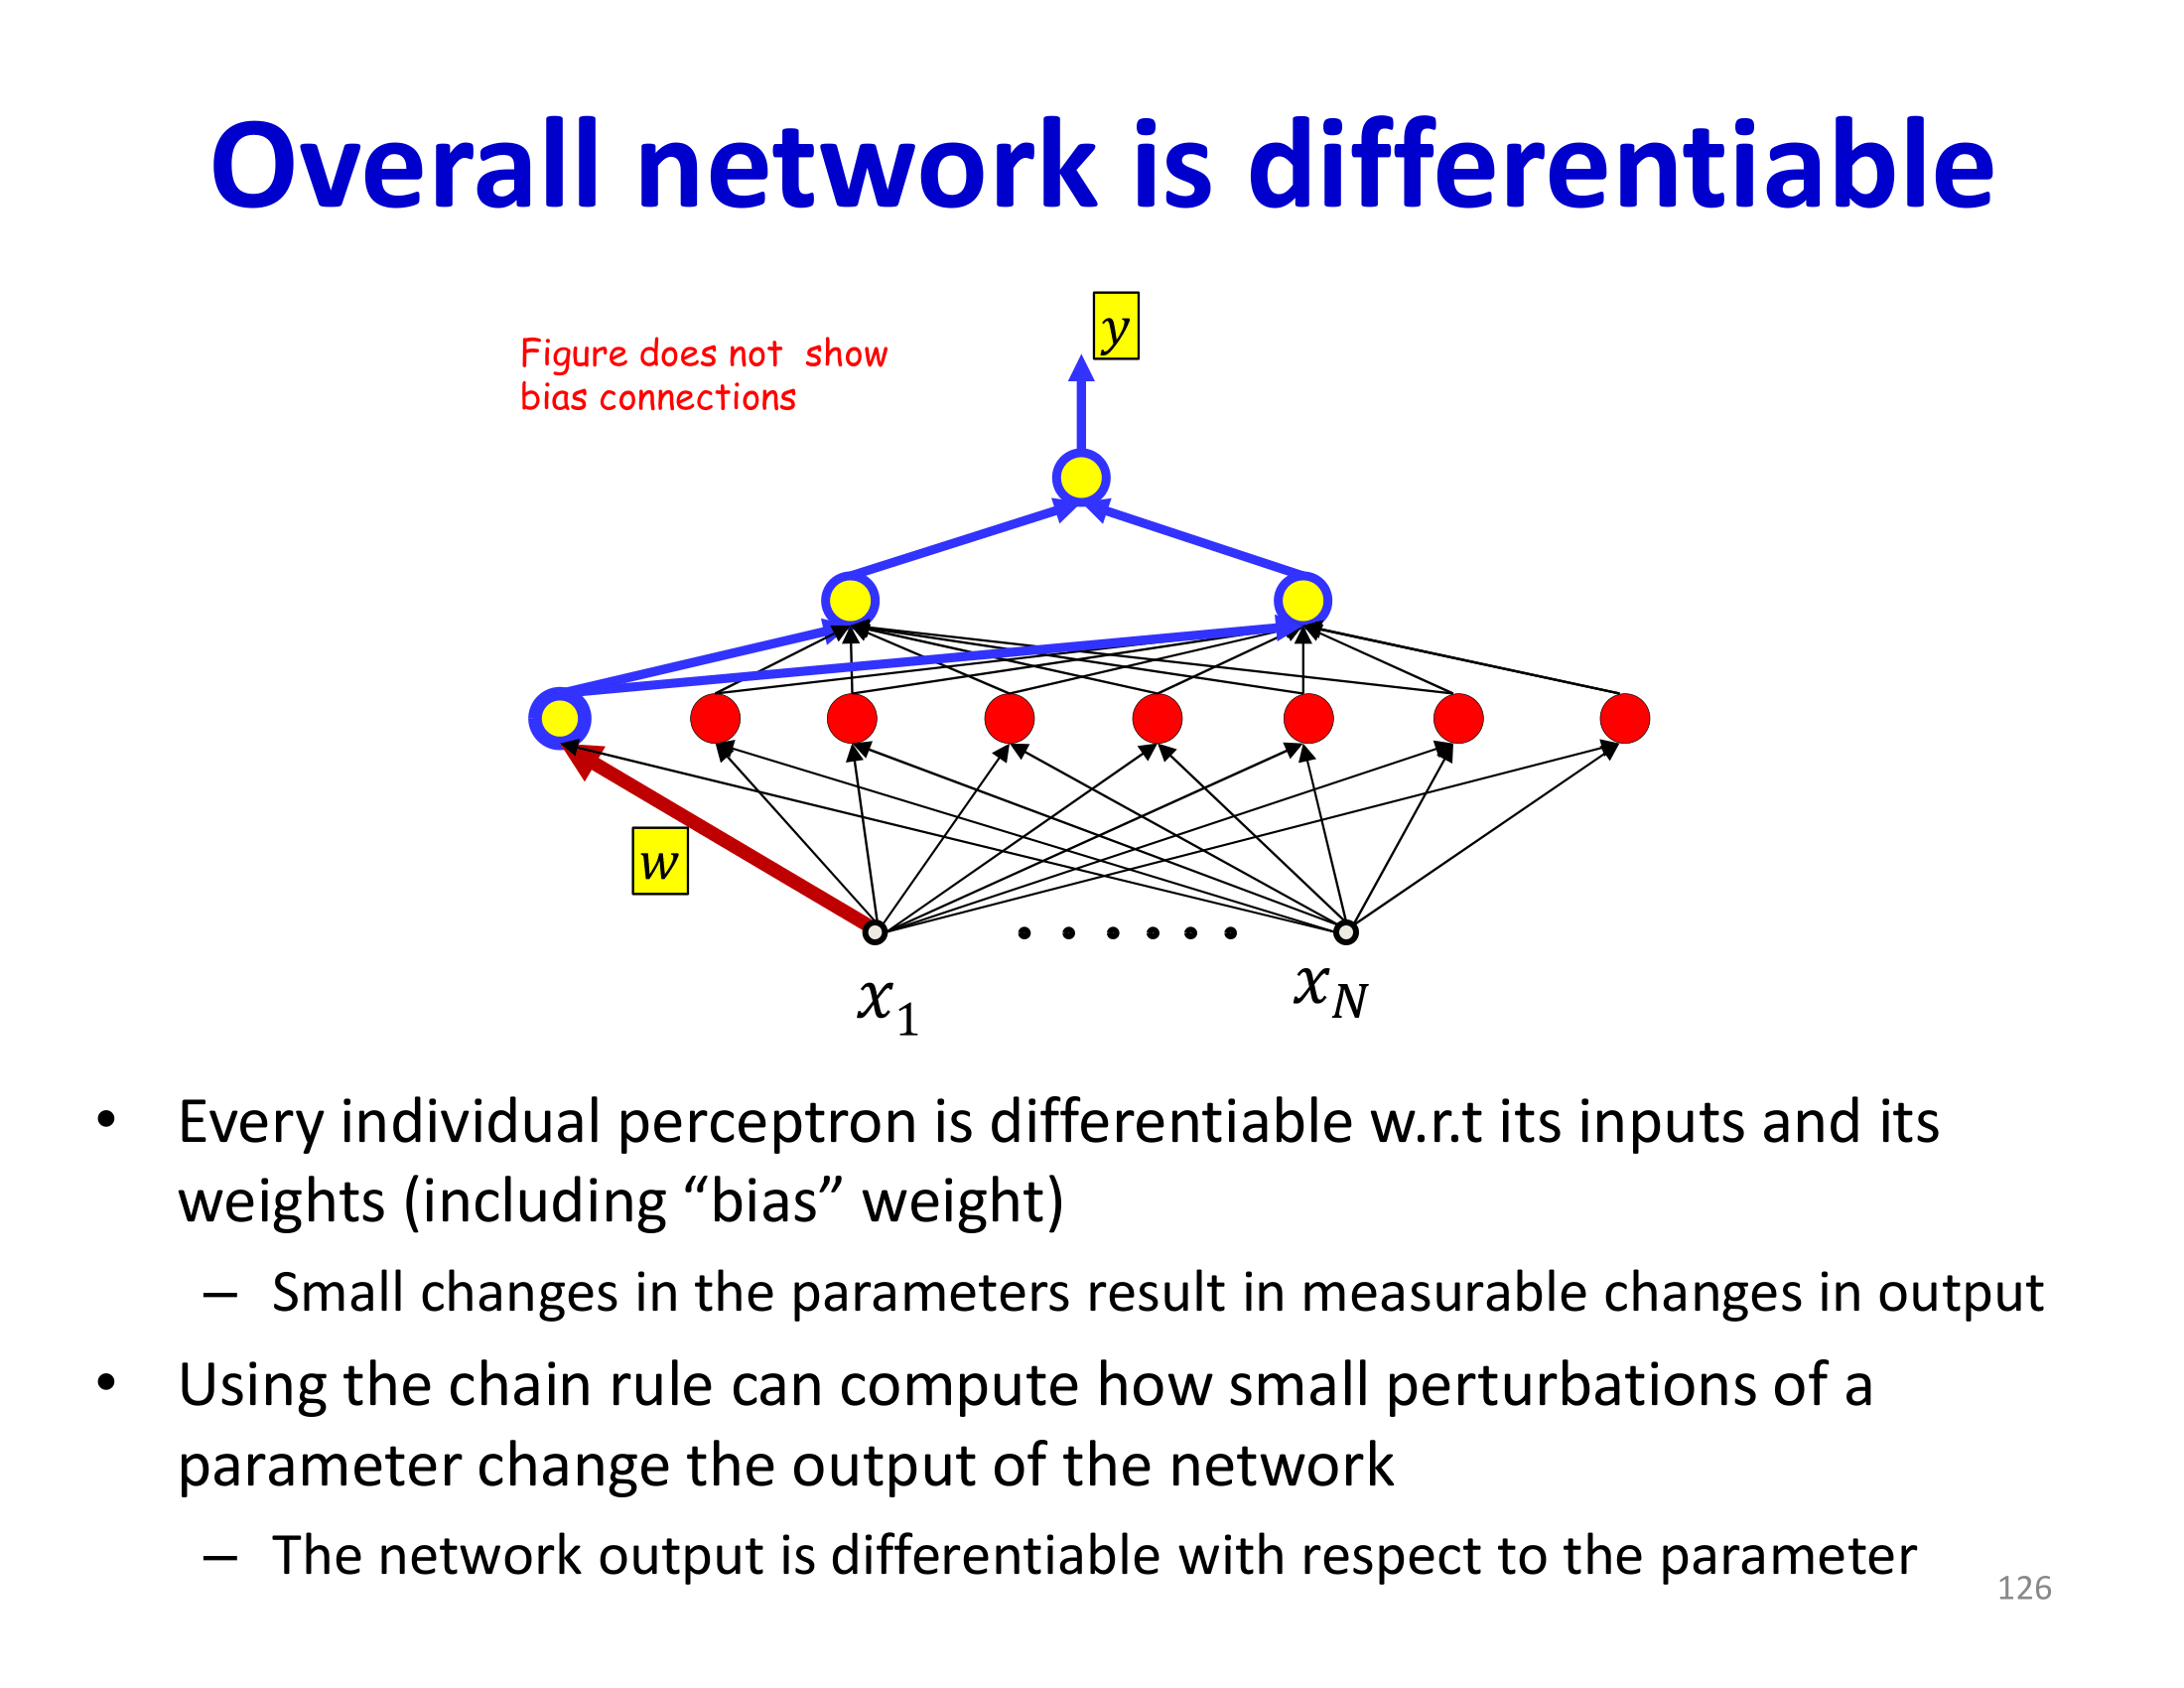 Overall network is differentiable
y
Figure does not show
bias connections
w
x1
xN
• Every individual perceptron is differentiable w.r.t its inputs and its
weights (including “bias” weight)
– Small changes in the parameters result in measurable changes in output
• Using the chain rule can compute how small perturbations of a
parameter change the output of the network
– The network output is differentiable with respect to the parameter
126